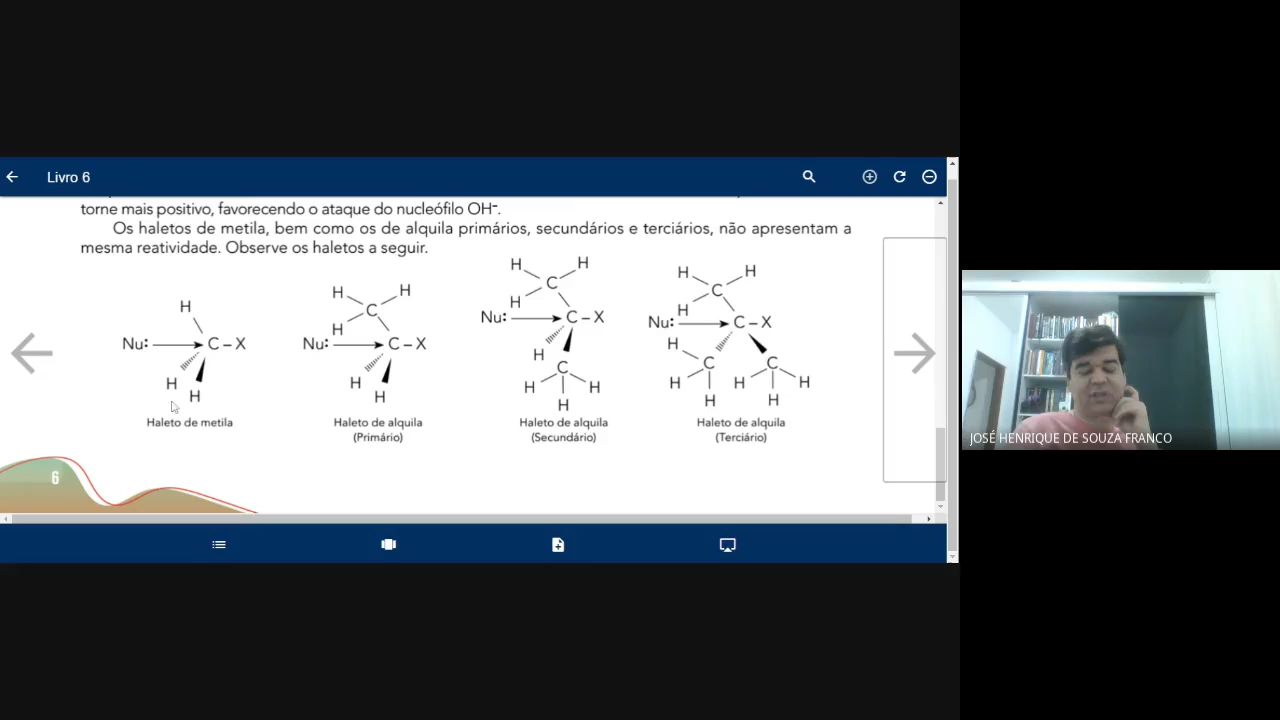 Livro 6
torne mais positivo, favorecendo o ataque do nucleófilo OH⁻.
Os haletos de metila, bem como os de alquila primários, secundários e terciários, não apresentam a
mesma reatividade. Observe os haletos a seguir.
H
Nu: C – X
H H
Haleto de metila
H H
C
H
Nu: C – X
H H
Haleto de alquila
(Primário)
H H
C
H
Nu: C – X
H
C
H H
H
Haleto de alquila
(Secundário)
H H
C
H
Nu: C – X
H
C C
H H H
H H
Haleto de alquila
(Terciário)
6
JOSÉ HENRIQUE DE SOUZA FRANCO